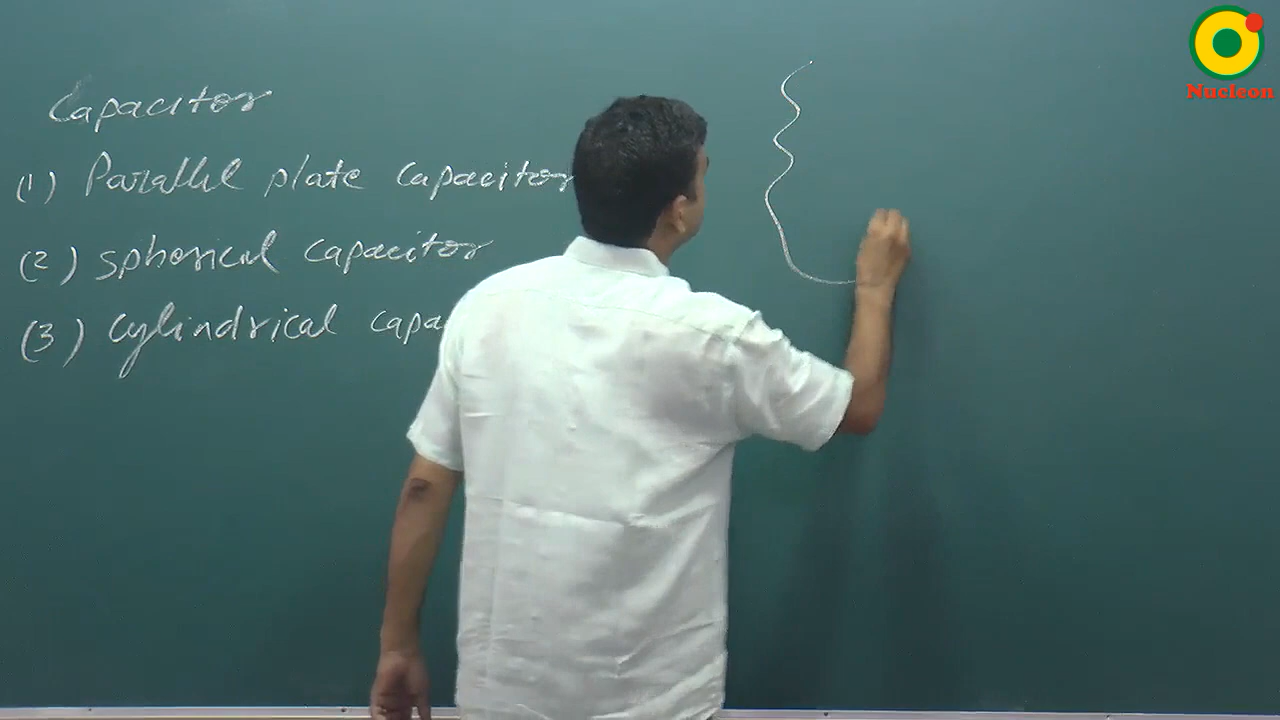 Capacitor
(1) Parallel plate capacitor
(2) Spherical capacitor
(3) Cylindrical capa
Nucleon